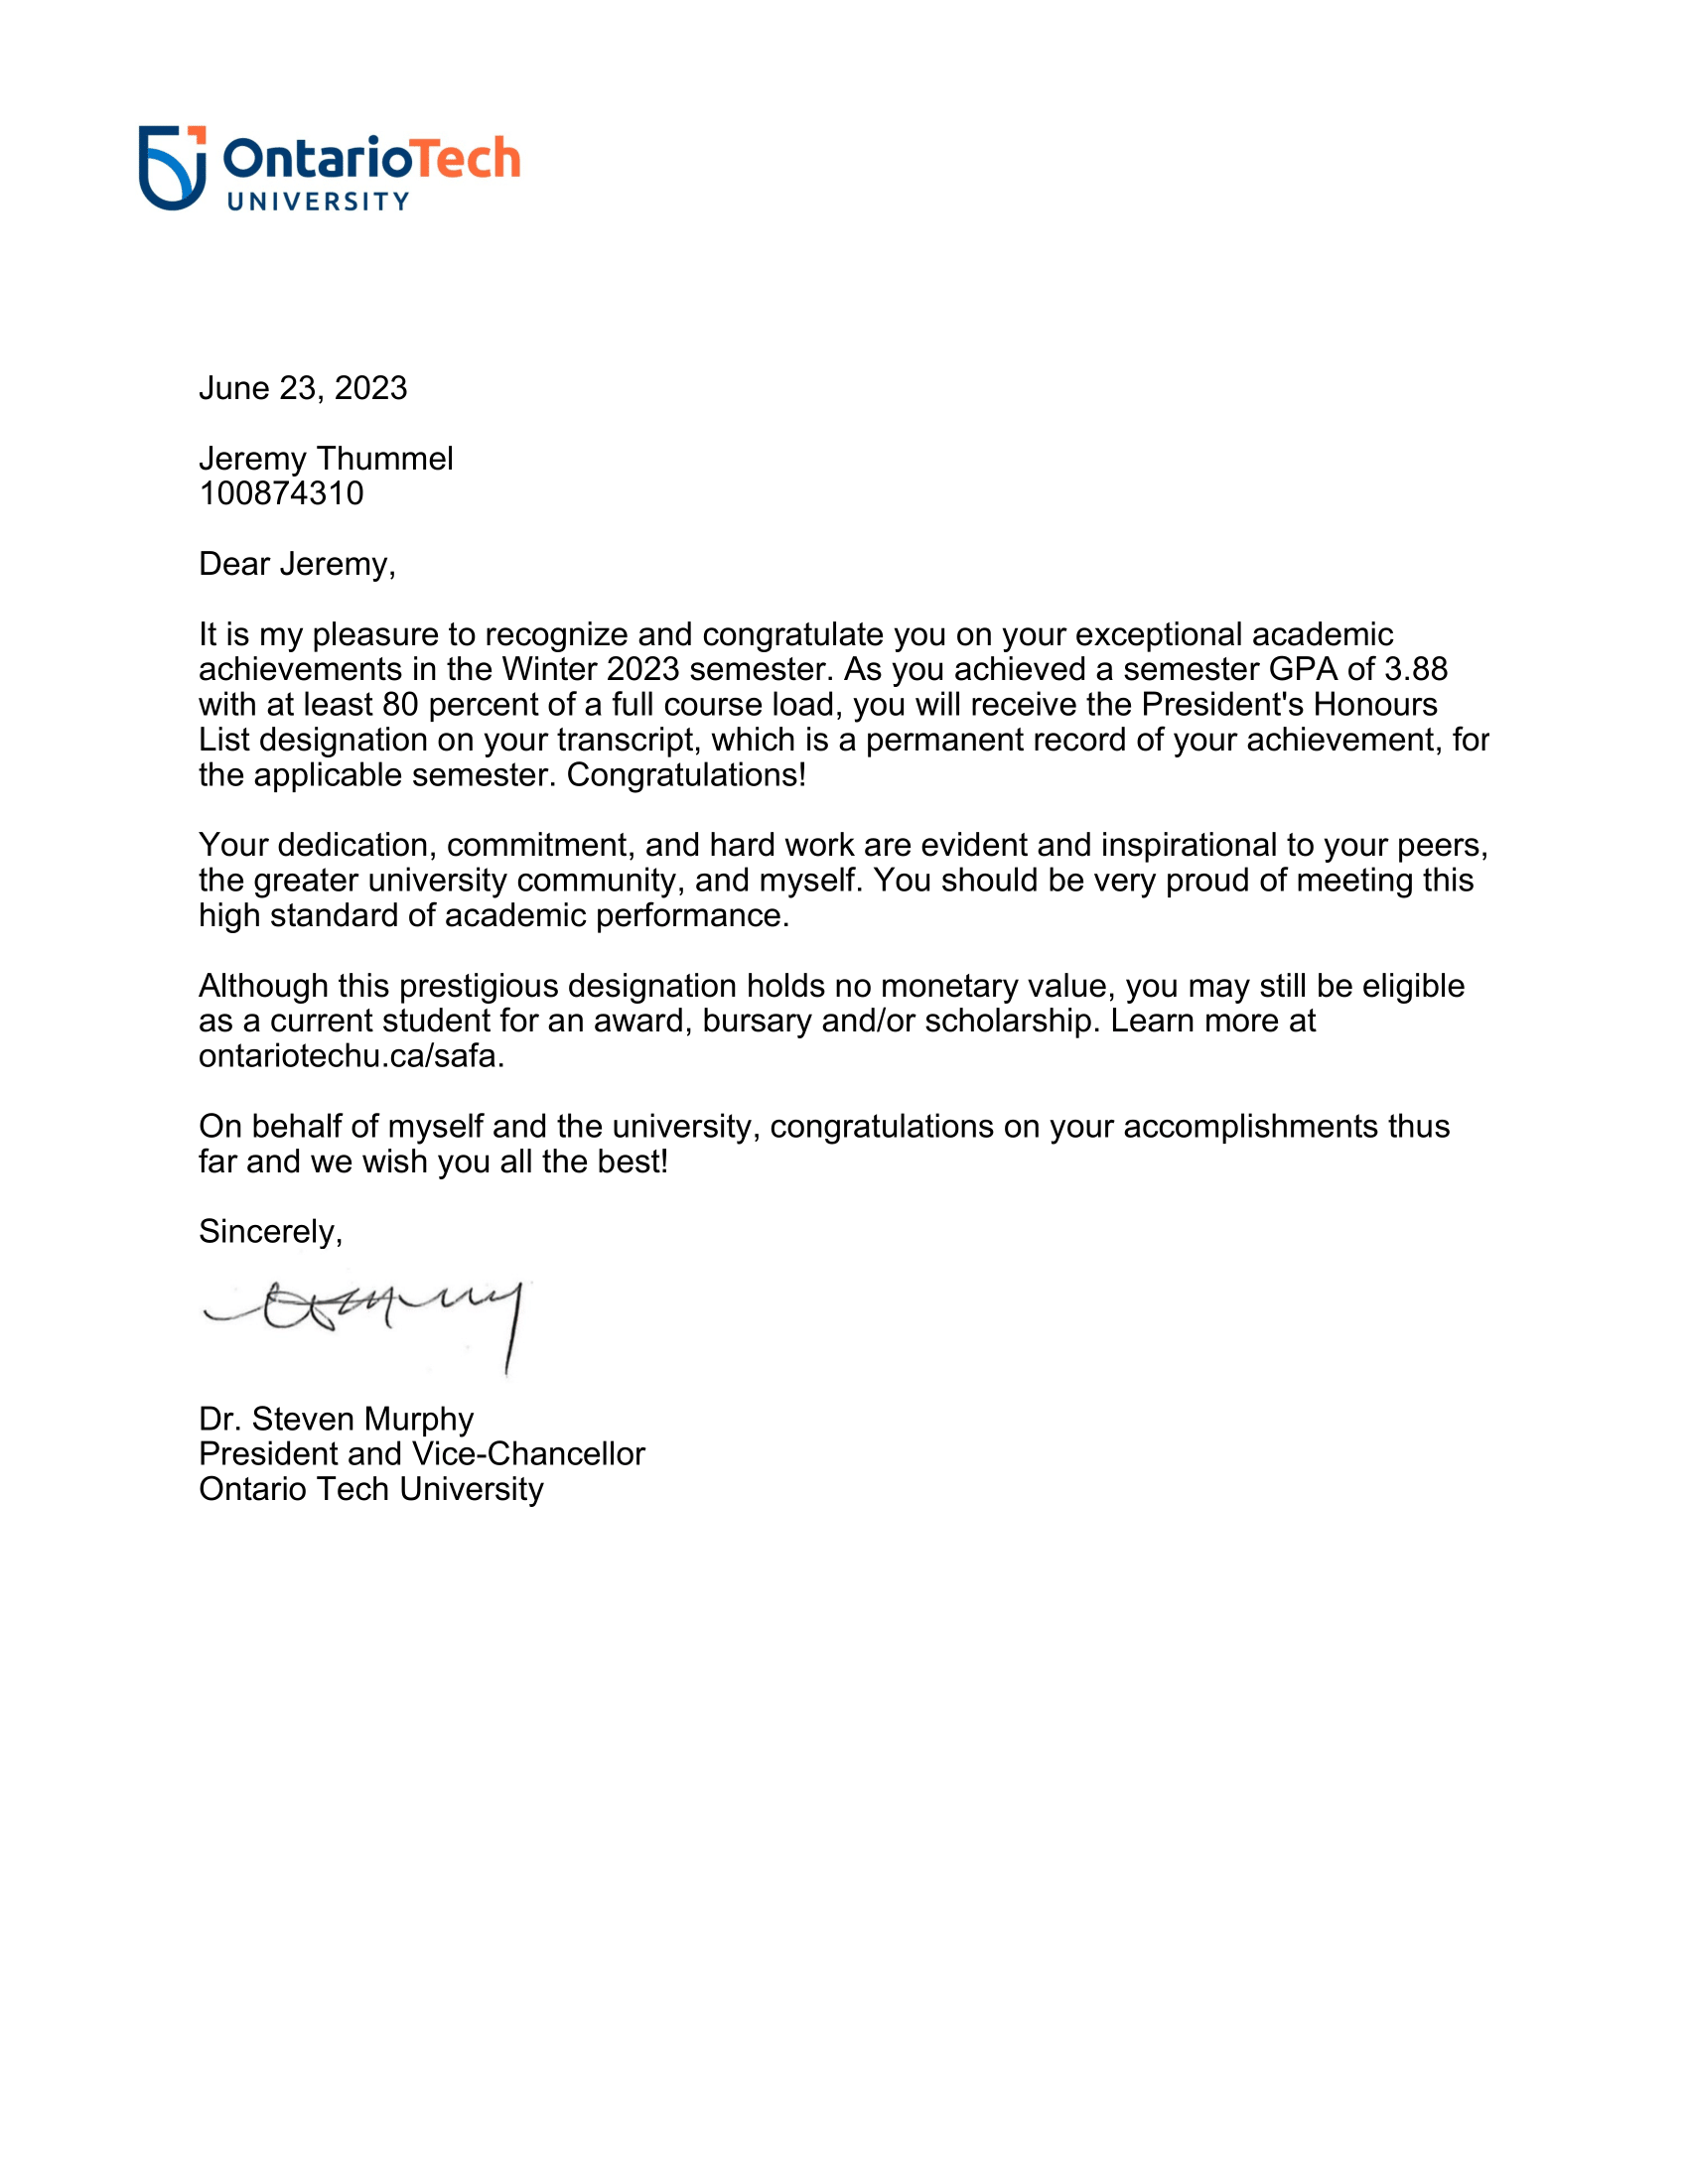 OntarioTech
UNIVERSITY
June 23, 2023
Jeremy Thummel
100874310
Dear Jeremy,
It is my pleasure to recognize and congratulate you on your exceptional academic
achievements in the Winter 2023 semester. As you achieved a semester GPA of 3.88
with at least 80 percent of a full course load, you will receive the President's Honours
List designation on your transcript, which is a permanent record of your achievement, for
the applicable semester. Congratulations!
Your dedication, commitment, and hard work are evident and inspirational to your peers,
the greater university community, and myself. You should be very proud of meeting this
high standard of academic performance.
Although this prestigious designation holds no monetary value, you may still be eligible
as a current student for an award, bursary and/or scholarship. Learn more at
ontariotechu.ca/safa.
On behalf of myself and the university, congratulations on your accomplishments thus
far and we wish you all the best!
Sincerely,
Dr. Steven Murphy
President and Vice-Chancellor
Ontario Tech University